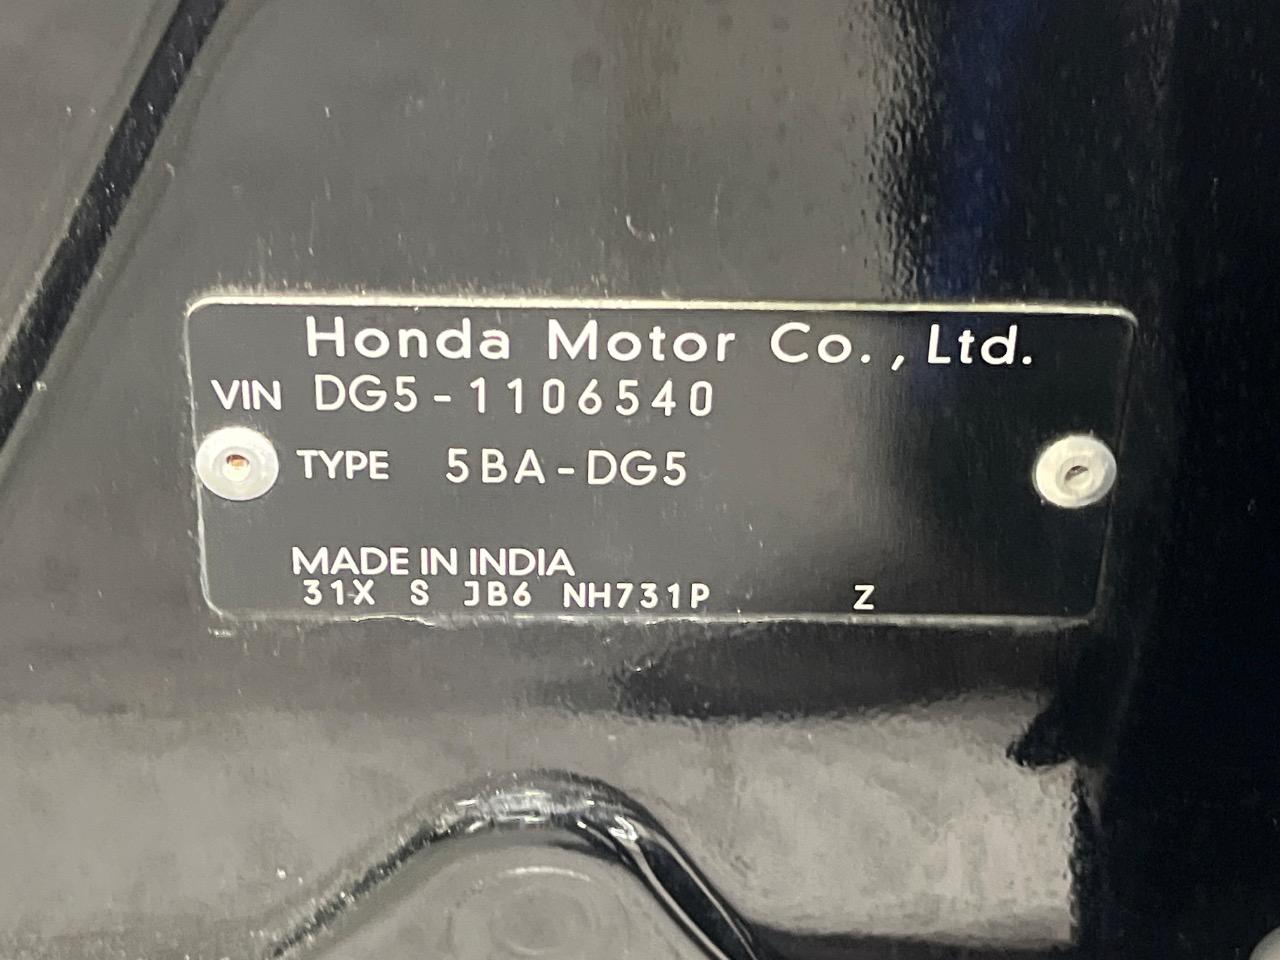 Honda Motor Co., Ltd.
VIN DG5-1106540
TYPE 5BA-DG5
MADE IN INDIA
31X S JB6 NH731P Z